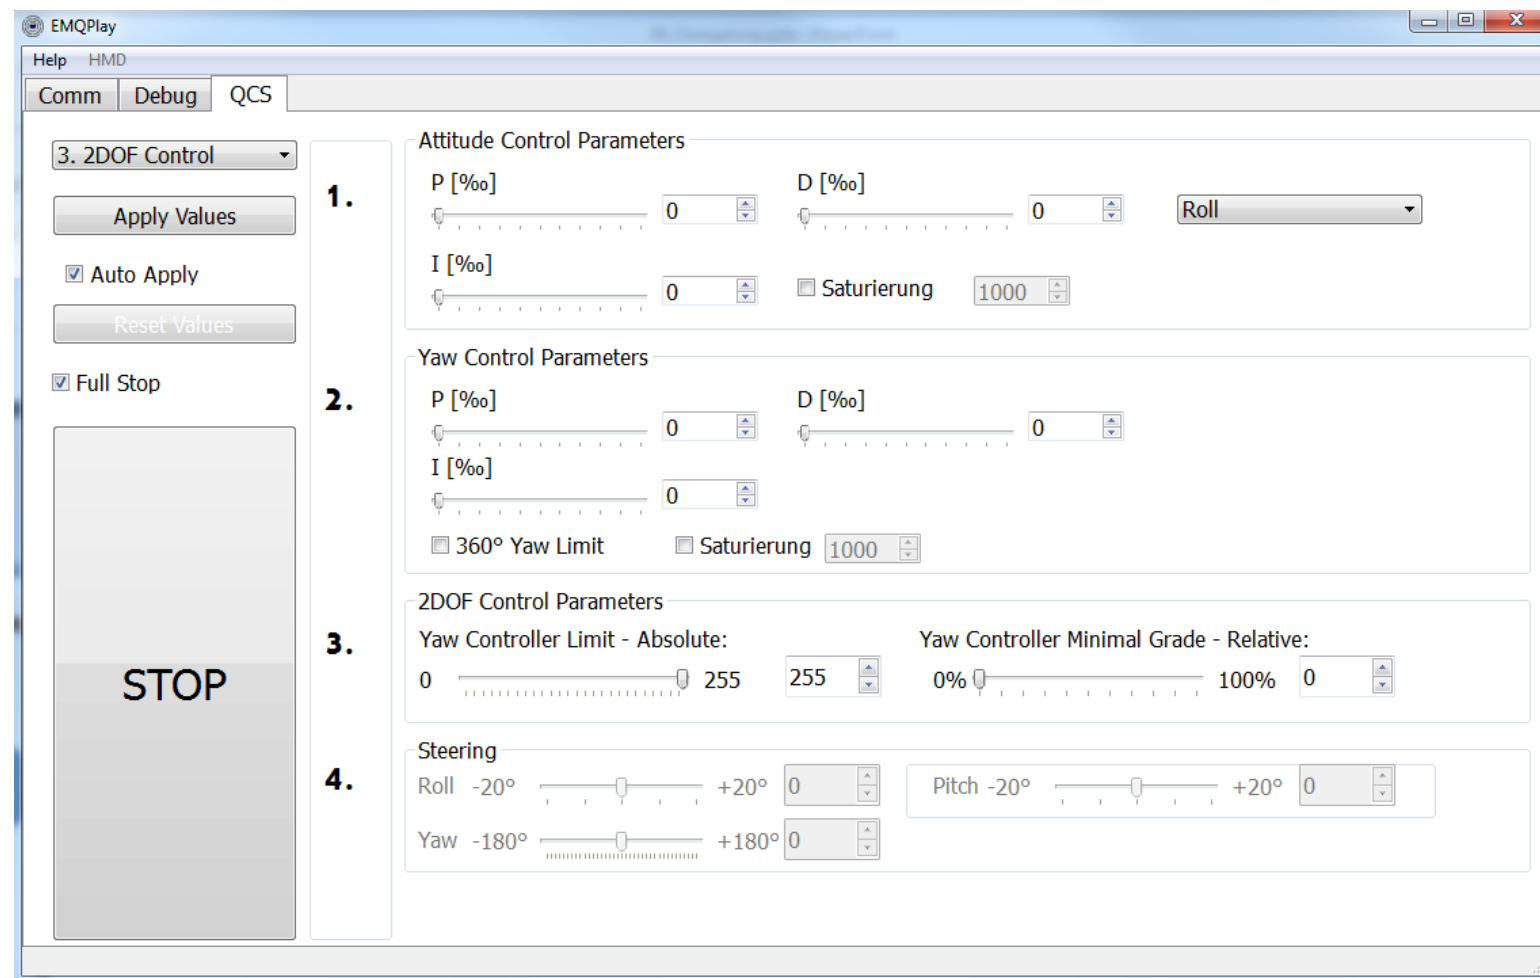 EMQPlay
Help HMD
Comm Debug QCS
3. 2DOF Control
Apply Values
Auto Apply
Reset Values
Full Stop
STOP
1.
Attitude Control Parameters
P [‰] D [‰]
0 0 Roll
I [‰]
0 Saturierung 1000
2.
Yaw Control Parameters
P [‰] D [‰]
0 0
I [‰]
0
360° Yaw Limit Saturierung 1000
3.
2DOF Control Parameters
Yaw Controller Limit - Absolute: Yaw Controller Minimal Grade - Relative:
0 255 255 0% 100% 0
4.
Steering
Roll -20° +20° 0 Pitch -20° +20° 0
Yaw -180° +180° 0